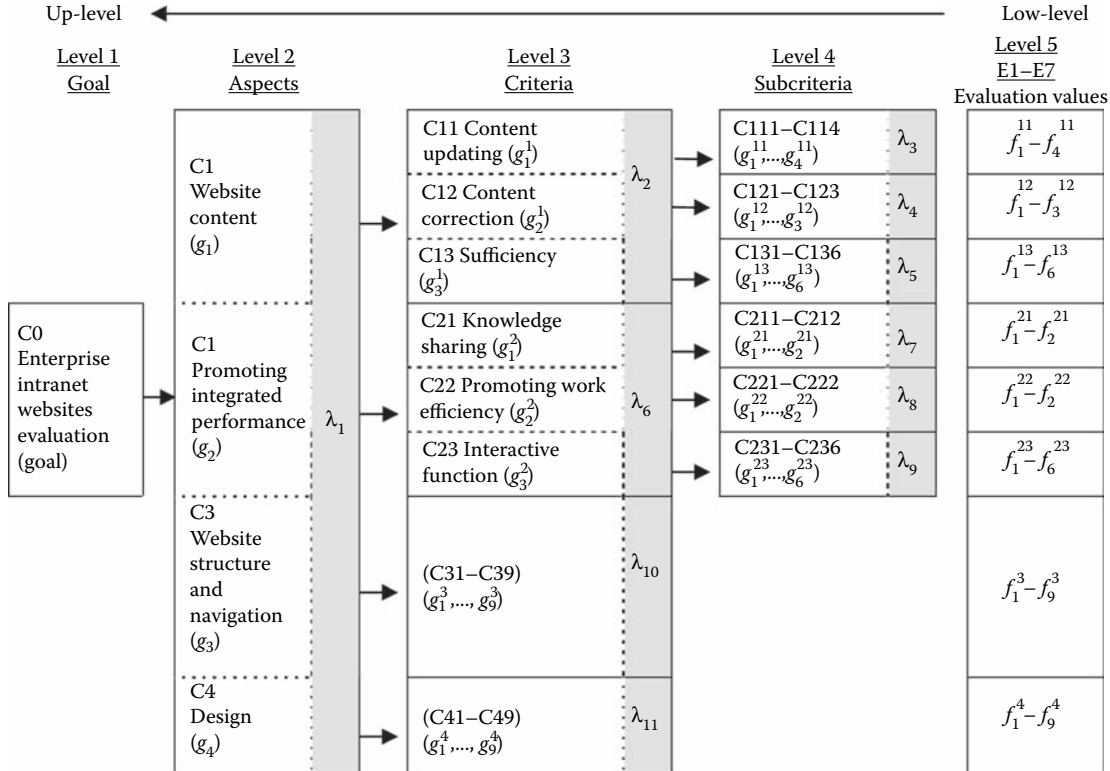 Up-level
Low-level
Level 1
Goal
Level 2
Aspects
Level 3
Criteria
Level 4
Subcriteria
Level 5
E1–E7
Evaluation values
C0
Enterprise
intranet
websites
evaluation
(goal)
C1
Website
content
(g₁)
C1
Promoting
integrated
performance
(g₂)
C3
Website
structure
and
navigation
(g₃)
C4
Design
(g₄)
λ₁
C11 Content
updating (g₁¹)
C12 Content
correction (g₂¹)
C13 Sufficiency
(g₃¹)
λ₂
C21 Knowledge
sharing (g₁²)
C22 Promoting work
efficiency (g₂²)
C23 Interactive
function (g₃²)
λ₆
(C31–C39)
(g₁³,..., g₉³)
λ₁₀
(C41–C49)
(g₁⁴,..., g₉⁴)
λ₁₁
C111–C114
(g₁¹¹,...,g₄¹¹)
λ₃
C121–C123
(g₁¹²,...,g₃¹²)
λ₄
C131–C136
(g₁¹³,...,g₆¹³)
λ₅
C211–C212
(g₁²¹,...,g₂²¹)
λ₇
C221–C222
(g₁²²,...,g₂²²)
λ₈
C231–C236
(g₁²³,...,g₆²³)
λ₉
f₁¹¹–f₄¹¹
f₁¹²–f₃¹²
f₁¹³–f₆¹³
f₁²¹–f₂²¹
f₁²²–f₂²²
f₁²³–f₆²³
f₁³–f₉³
f₁⁴–f₉⁴